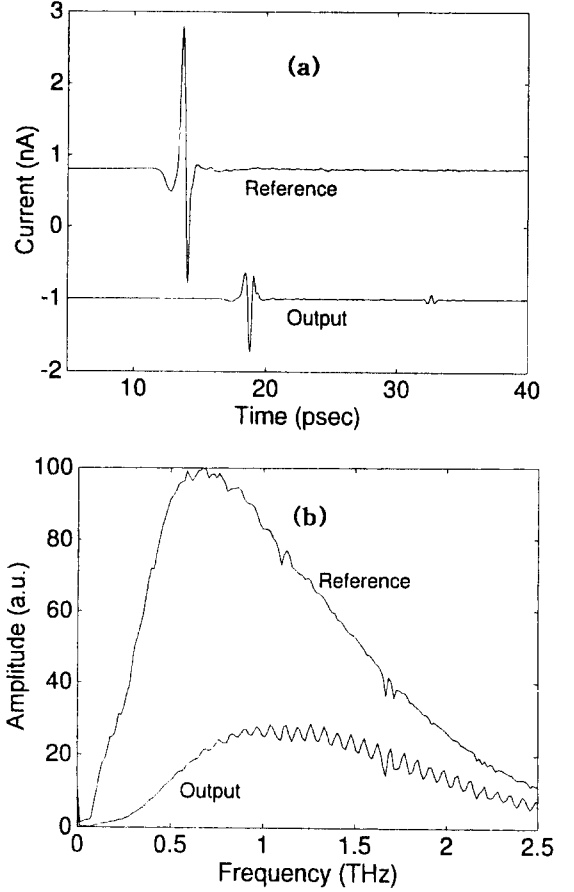 3
2
1
0
-1
-2
Current (nA)
(a)
Reference
Output
10
20
30
40
Time (psec)
100
80
60
40
20
0
Amplitude (a.u.)
(b)
Reference
Output
0
0.5
1
1.5
2
2.5
Frequency (THz)